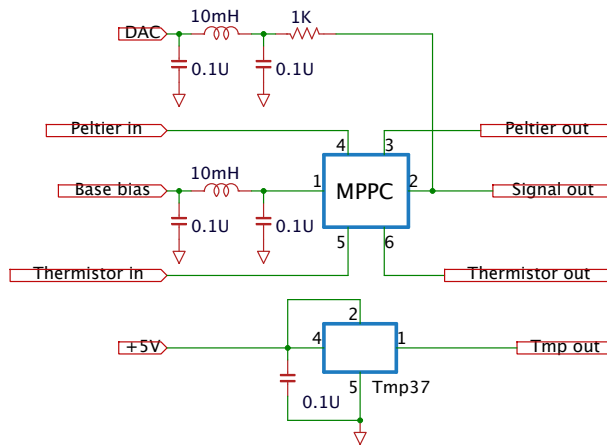 10mH 1K
DAC
0.1U 0.1U
Peltier in 4 3 Peltier out
10mH
Base bias 1 MPPC 2 Signal out
0.1U 0.1U
5 6
Thermistor in Thermistor out
2
+5V 4 1 Tmp out
5 Tmp37
0.1U